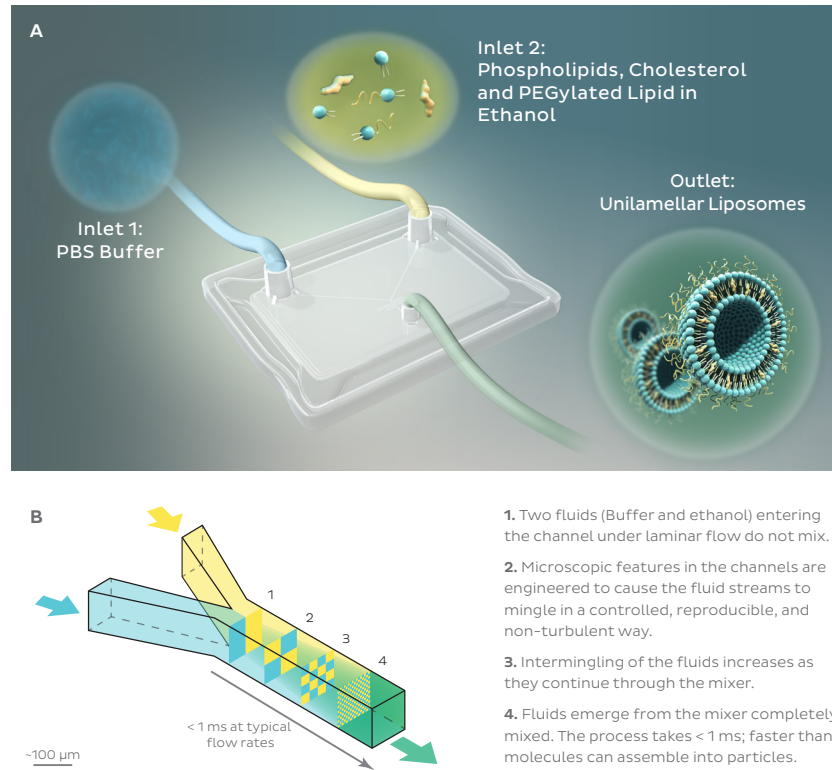 A
Inlet 2:
Phospholipids, Cholesterol
and PEGylated Lipid in
Ethanol
Inlet 1:
PBS Buffer
Outlet:
Unilamellar Liposomes
B
1
2
3
4
< 1 ms at typical
flow rates
~100 μm
1. Two fluids (Buffer and ethanol) entering
the channel under laminar flow do not mix.
2. Microscopic features in the channels are
engineered to cause the fluid streams to
mingle in a controlled, reproducible, and
non-turbulent way.
3. Intermingling of the fluids increases as
they continue through the mixer.
4. Fluids emerge from the mixer completely
mixed. The process takes < 1 ms; faster than
molecules can assemble into particles.